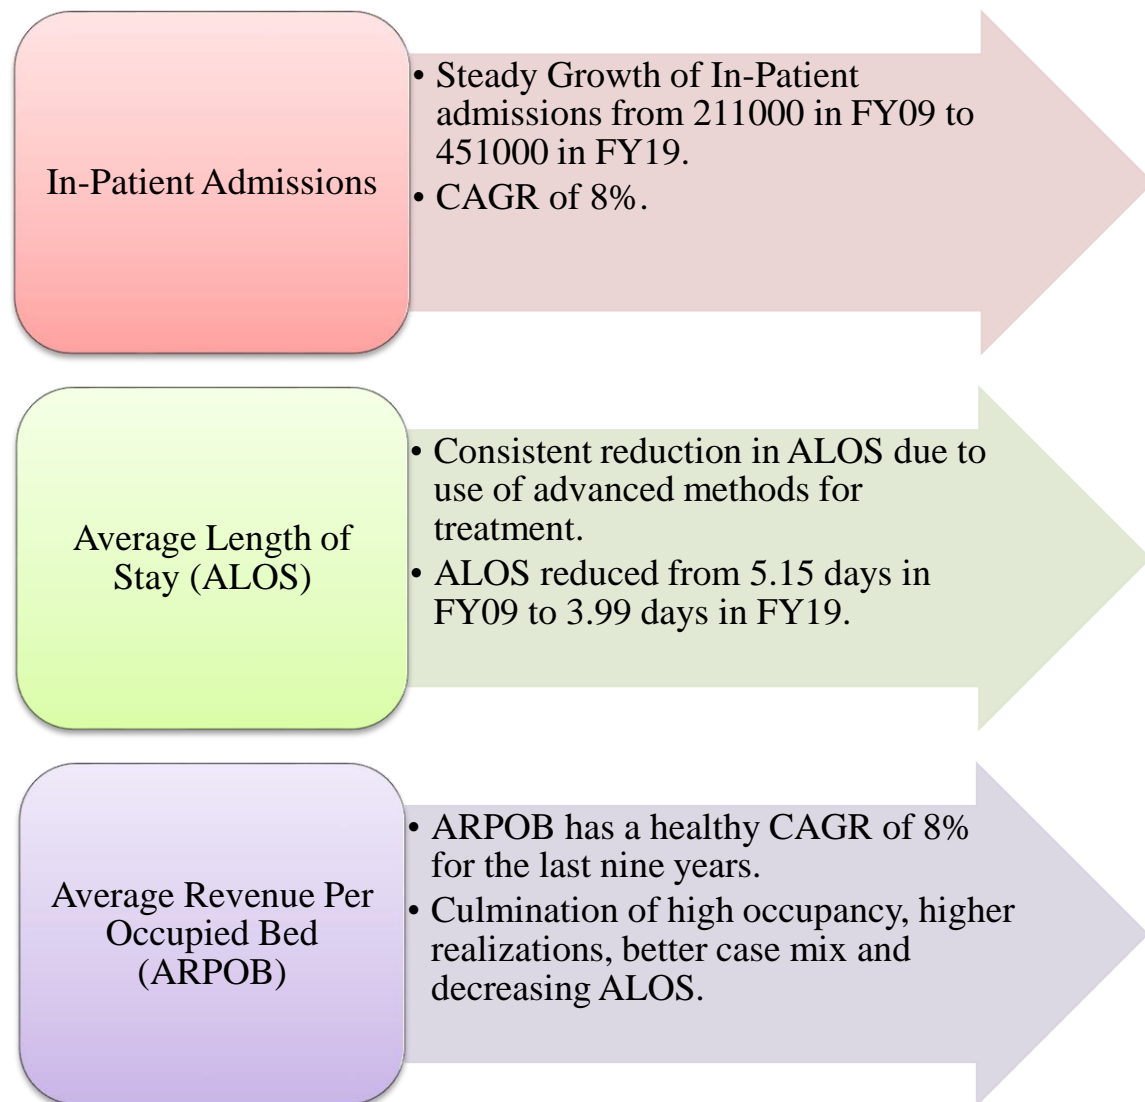 In-Patient Admissions
• Steady Growth of In-Patient
admissions from 211000 in FY09 to
451000 in FY19.
• CAGR of 8%.
Average Length of
Stay (ALOS)
• Consistent reduction in ALOS due to
use of advanced methods for
treatment.
• ALOS reduced from 5.15 days in
FY09 to 3.99 days in FY19.
Average Revenue Per
Occupied Bed
(ARPOB)
• ARPOB has a healthy CAGR of 8%
for the last nine years.
• Culmination of high occupancy, higher
realizations, better case mix and
decreasing ALOS.